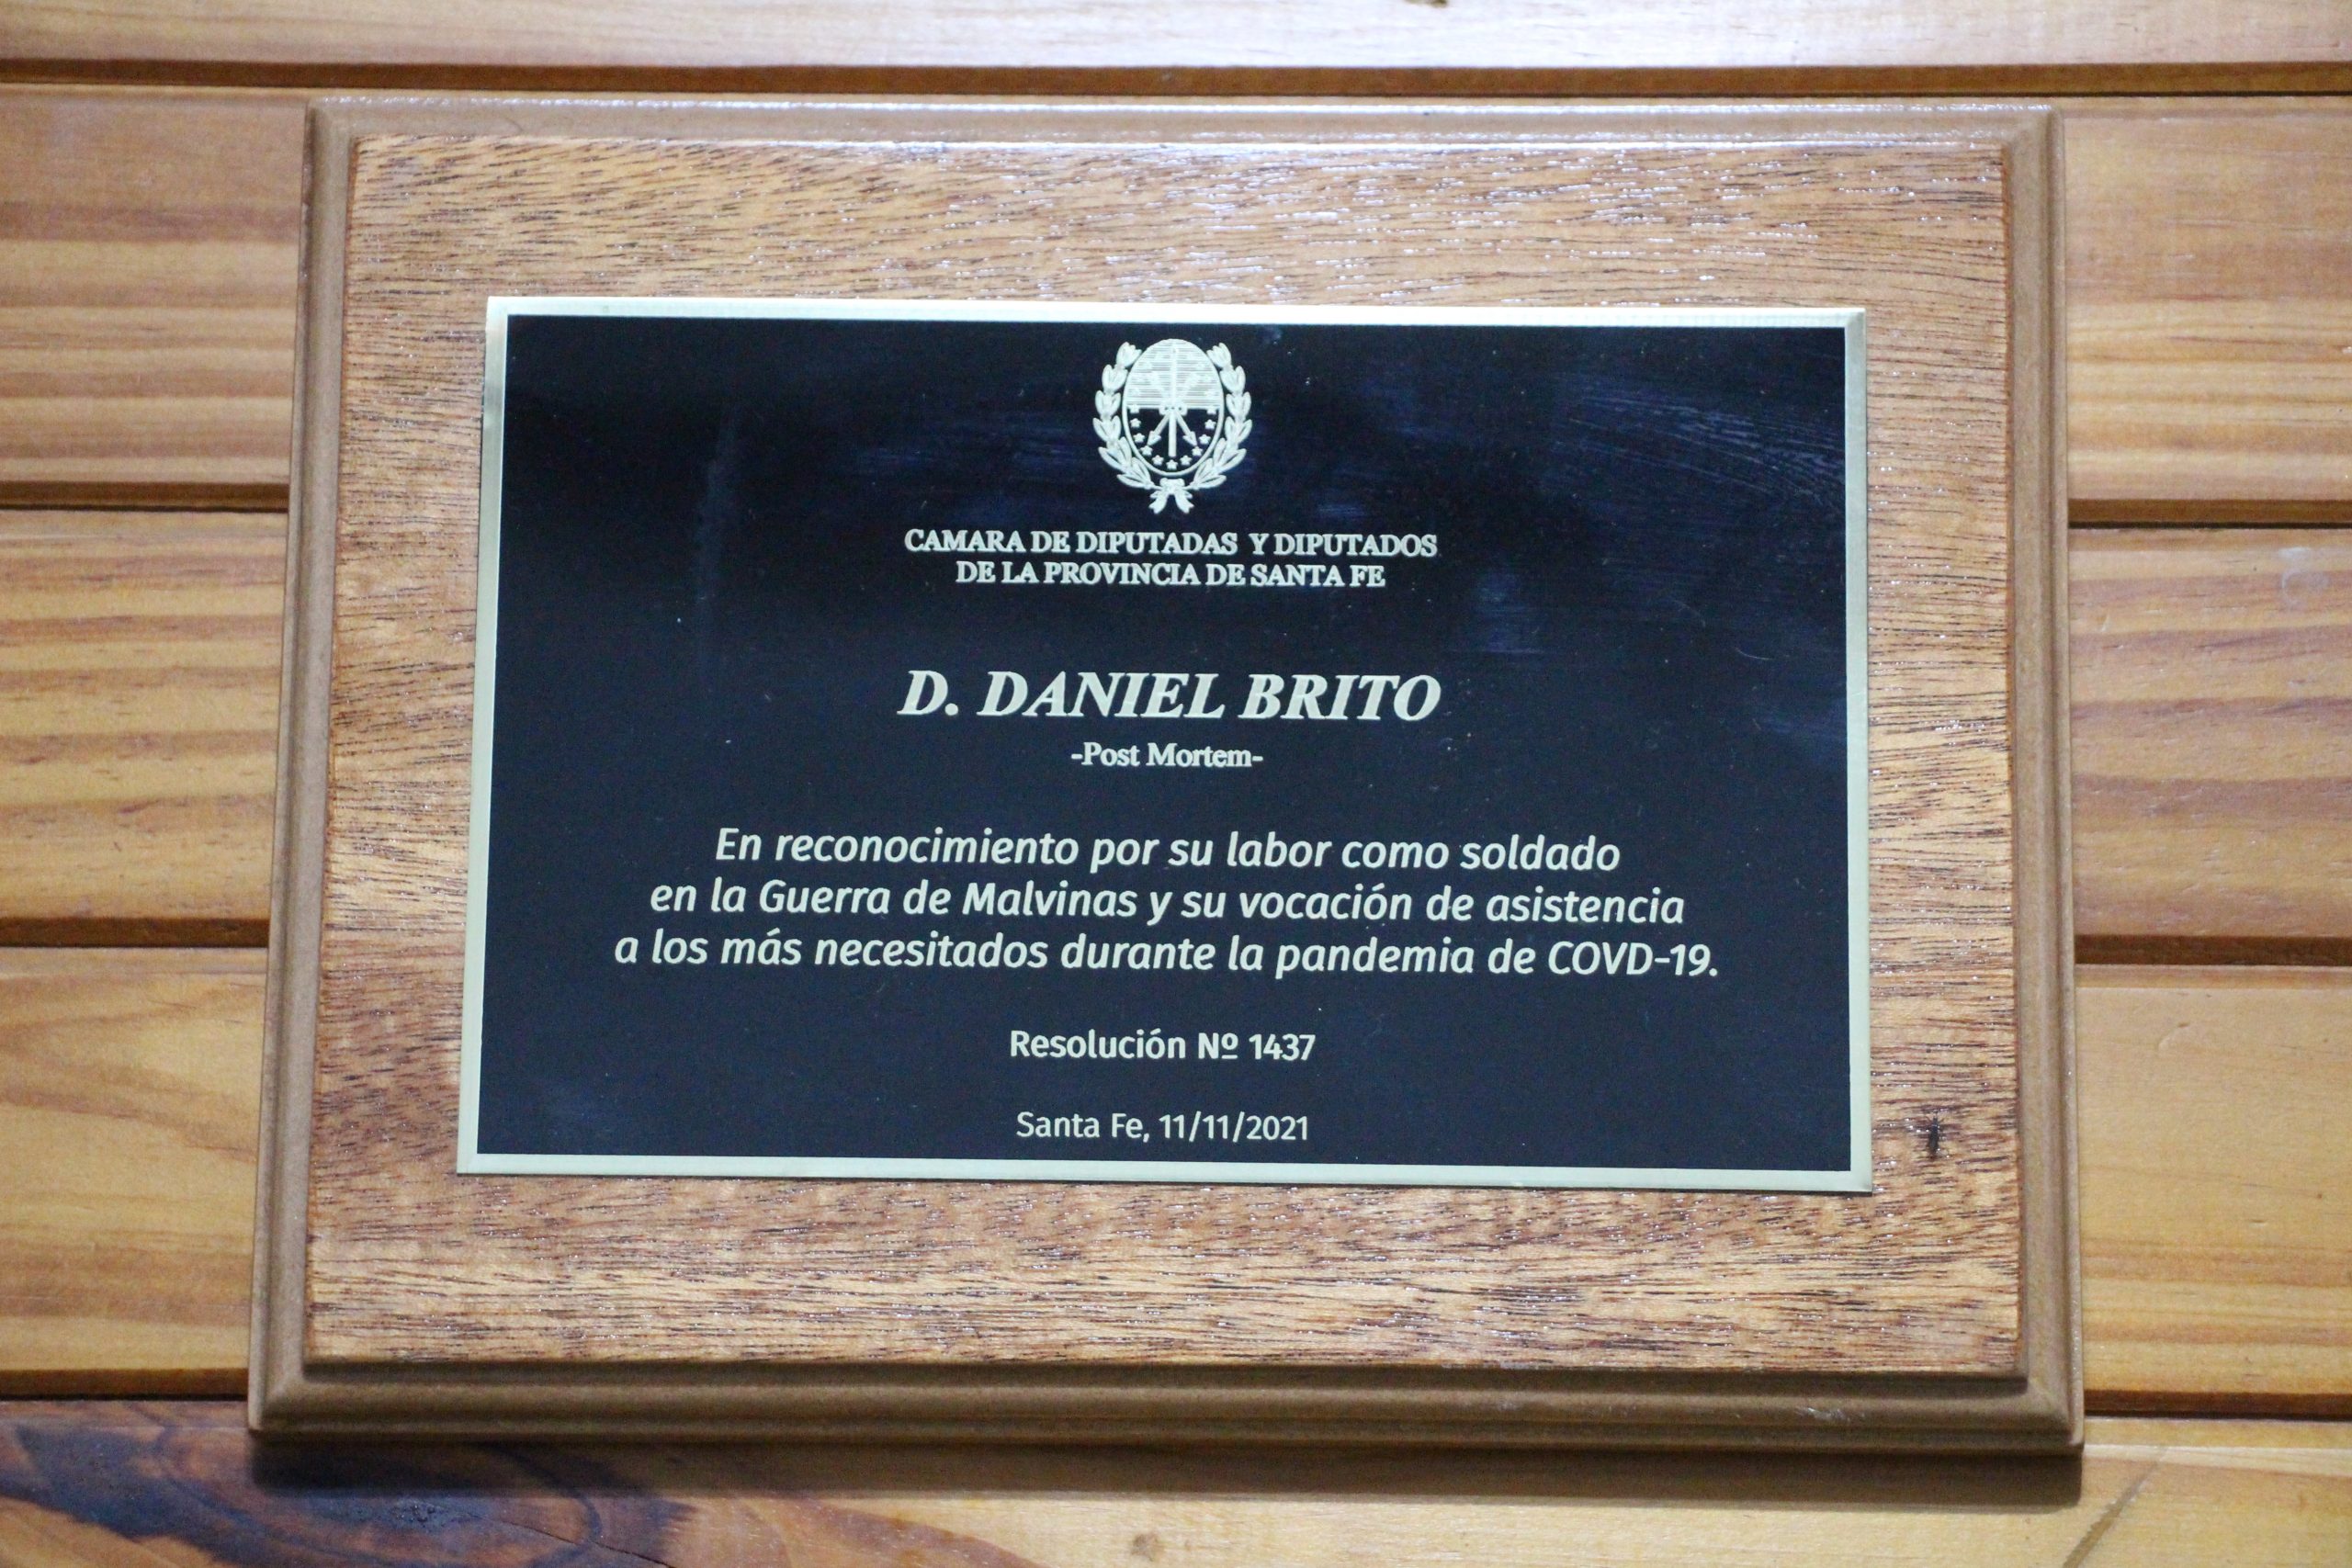 CAMARA DE DIPUTADAS Y DIPUTADOS
DE LA PROVINCIA DE SANTA FE
D. DANIEL BRITO
-Post Mortem-
En reconocimiento por su labor como soldado
en la Guerra de Malvinas y su vocación de asistencia
a los más necesitados durante la pandemia de COVD-19.
Resolución Nº 1437
Santa Fe, 11/11/2021